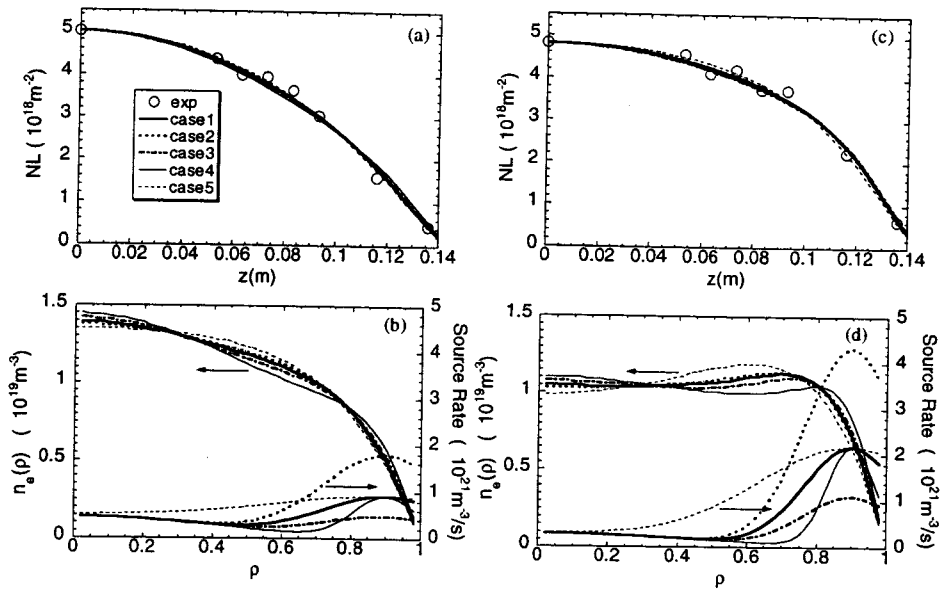 (a)
5
4
3
2
1
0
NL ( 10^18 m^-2)
exp
case1
case2
case3
case4
case5
0 0.02 0.04 0.06 0.08 0.1 0.12 0.14
z(m)
(c)
5
4
3
2
1
0
NL ( 10^18 m^-2)
0 0.02 0.04 0.06 0.08 0.1 0.12 0.14
z(m)
(b)
1.5
1
0.5
0
n_e(ρ) ( 10^19 m^-3)
5
4
3
2
1
0
Source Rate ( 10^21 m^-3/s)
0 0.2 0.4 0.6 0.8 1
ρ
(d)
1.5
1
0.5
0
n_e(ρ) ( 10^19 m^-3)
5
4
3
2
1
0
Source Rate ( 10^21 m^-3/s)
0 0.2 0.4 0.6 0.8 1
ρ